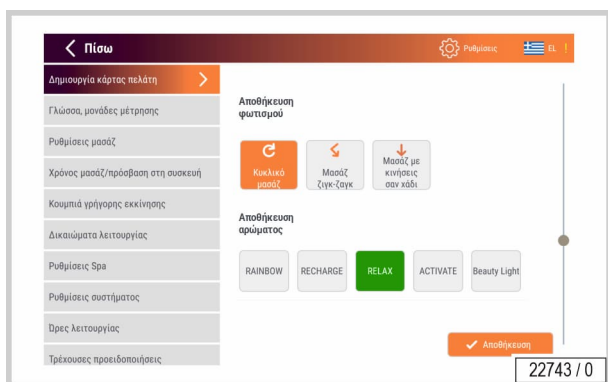 Πίσω
Ρυθμίσεις
EL !
Δημιουργία κάρτας πελάτη
Γλώσσα, μονάδες μέτρησης
Ρυθμίσεις μασάζ
Χρόνος μασάζ/πρόσβαση στη συσκευή
Κουμπιά γρήγορης εκκίνησης
Δικαιώματα λειτουργίας
Ρυθμίσεις Spa
Ρυθμίσεις συστήματος
Ώρες λειτουργίας
Τρέχουσες προειδοποιήσεις
Αποθήκευση
φωτισμού
Κυκλικό
μασάζ
Μασάζ
ζιγκ-ζαγκ
Μασάζ με
κινήσεις
σαν χάδι
Αποθήκευση
αρώματος
RAINBOW
RECHARGE
RELAX
ACTIVATE
Beauty Light
Αποθήκευση
22743 / 0